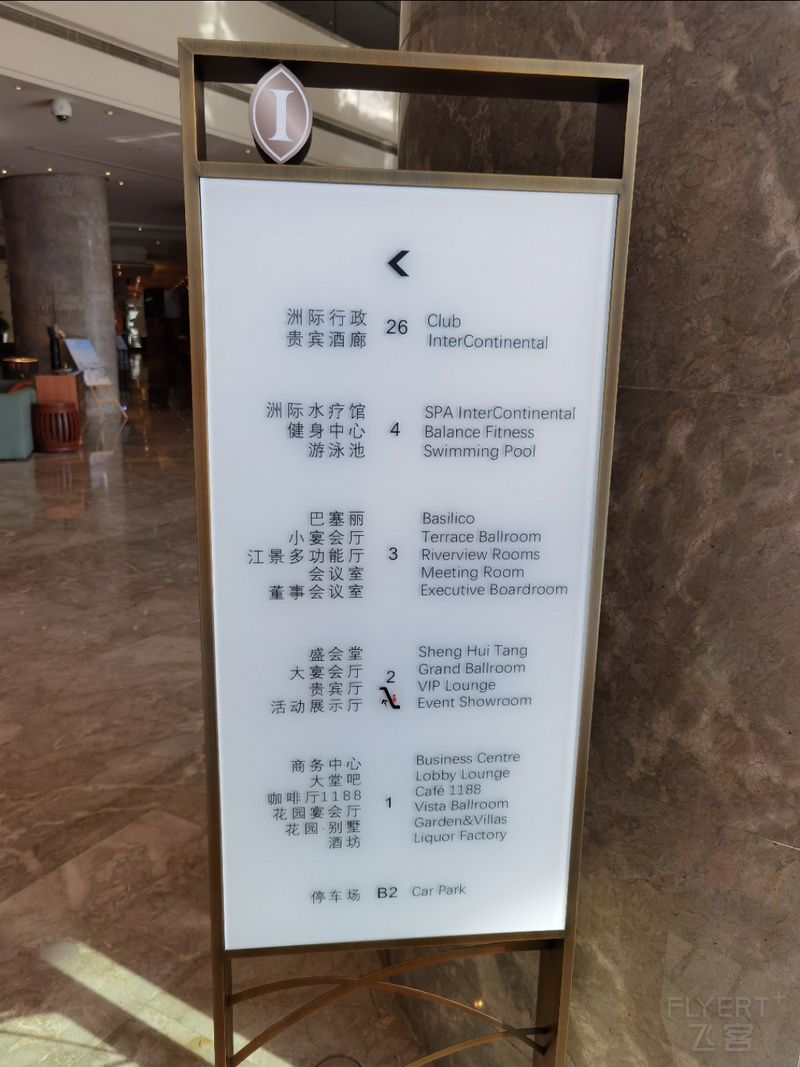 I
洲际行政 26 Club
贵宾酒廊 InterContinental
洲际水疗馆 SPA InterContinental
健身中心 4 Balance Fitness
游泳池 Swimming Pool
巴塞丽 Basilico
小宴会厅 Terrace Ballroom
江景多功能厅 3 Riverview Rooms
会议室 Meeting Room
董事会议室 Executive Boardroom
盛会堂 Sheng Hui Tang
大宴会厅 2 Grand Ballroom
贵宾厅 VIP Lounge
活动展示厅 Event Showroom
商务中心 Business Centre
大堂吧 Lobby Lounge
咖啡厅1188 1 Café 1188
花园宴会厅 Vista Ballroom
花园·别墅 Garden&Villas
酒坊 Liquor Factory
停车场 B2 Car Park
FLYERT+
飞客